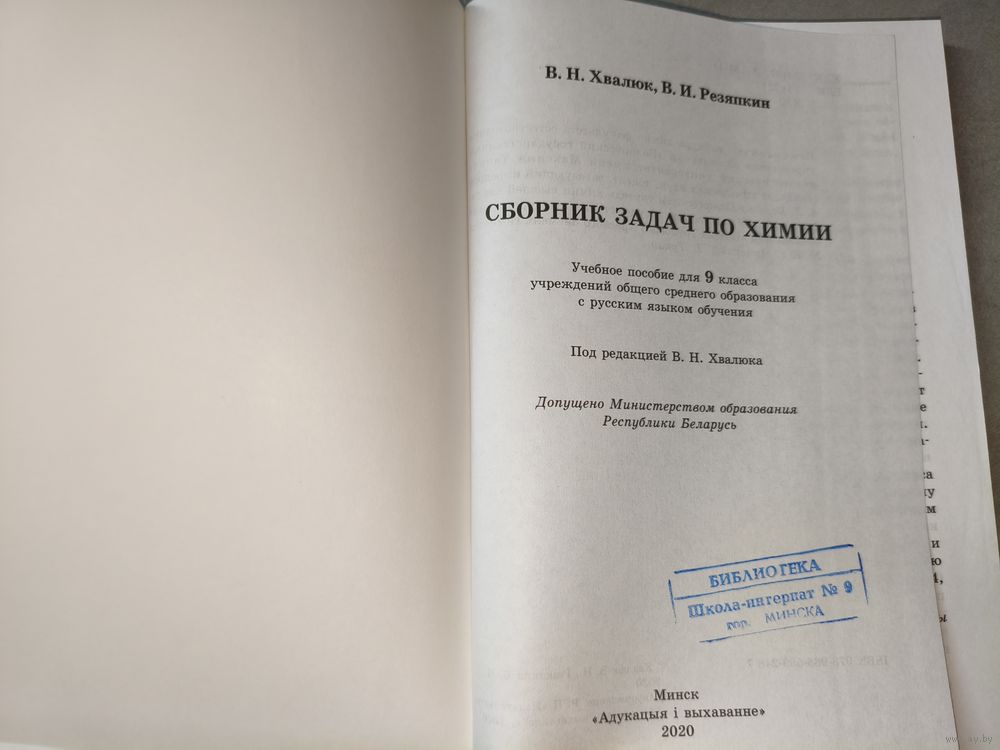 В. Н. Хвалюк, В. И. Резяпкин
СБОРНИК ЗАДАЧ ПО ХИМИИ
Учебное пособие для 9 класса
учреждений общего среднего образования
с русским языком обучения
Под редакцией В. Н. Хвалюка
Допущено Министерством образования
Республики Беларусь
БИБЛИОТЕКА
Школа-интернат № 9
гор. МИНСКА
Минск
«Адукацыя і выхаванне»
2020